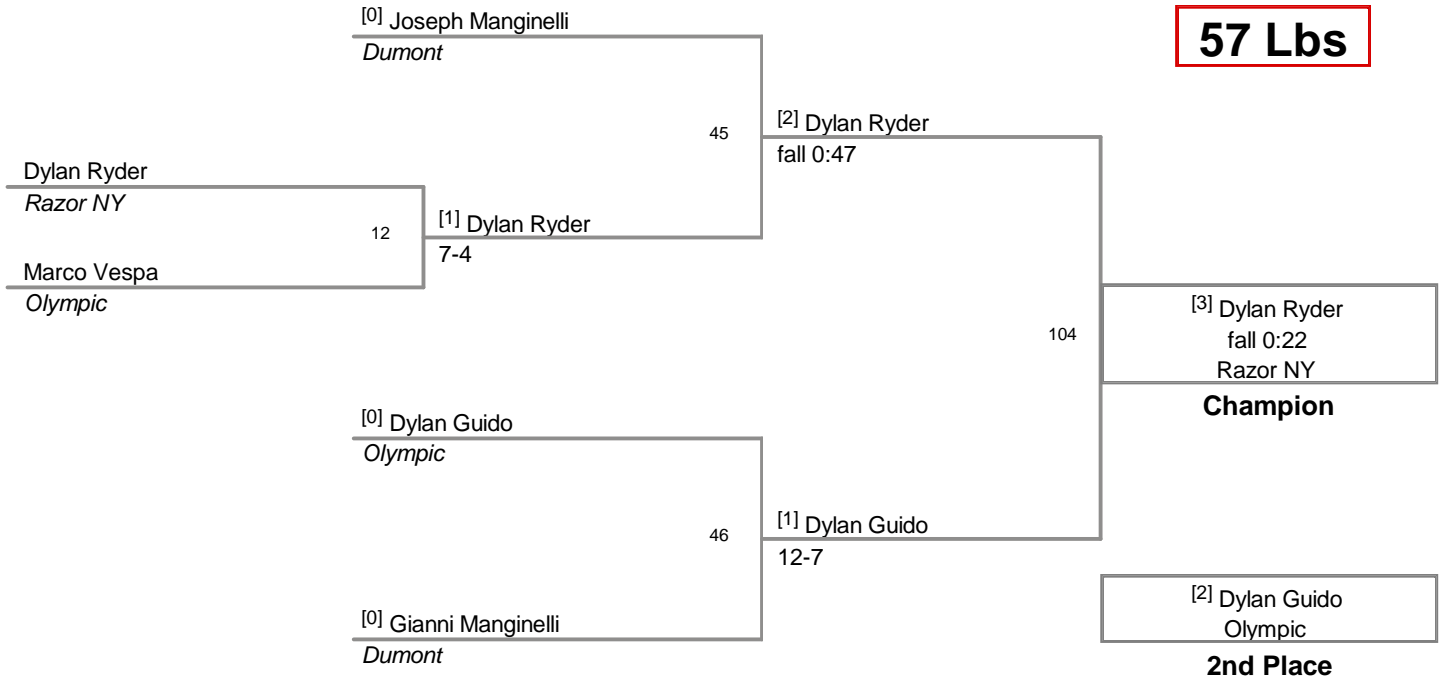 57 Lbs
[0] Joseph Manginelli
Dumont
45
[2] Dylan Ryder
fall 0:47
Dylan Ryder
Razor NY
12
[1] Dylan Ryder
7-4
Marco Vespa
Olympic
104
[3] Dylan Ryder
fall 0:22
Razor NY
Champion
[0] Dylan Guido
Olympic
46
[1] Dylan Guido
12-7
[0] Gianni Manginelli
Dumont
[2] Dylan Guido
Olympic
2nd Place